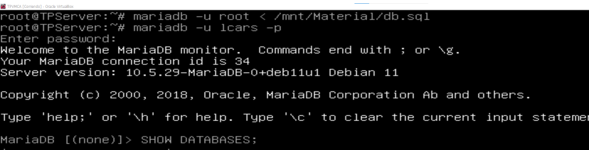 root@TPServer:~# mariadb -u root < /mnt/Material/db.sql
root@TPServer:~# mariadb -u lcars -p
Enter password:
Welcome to the MariaDB monitor.  Commands end with ; or \g.
Your MariaDB connection id is 34
Server version: 10.5.29-MariaDB-0+deb11u1 Debian 11
Copyright (c) 2000, 2018, Oracle, MariaDB Corporation Ab and others.
Type 'help;' or '\h' for help. Type '\c' to clear the current input stateme
MariaDB [(none)]> SHOW DATABASES;